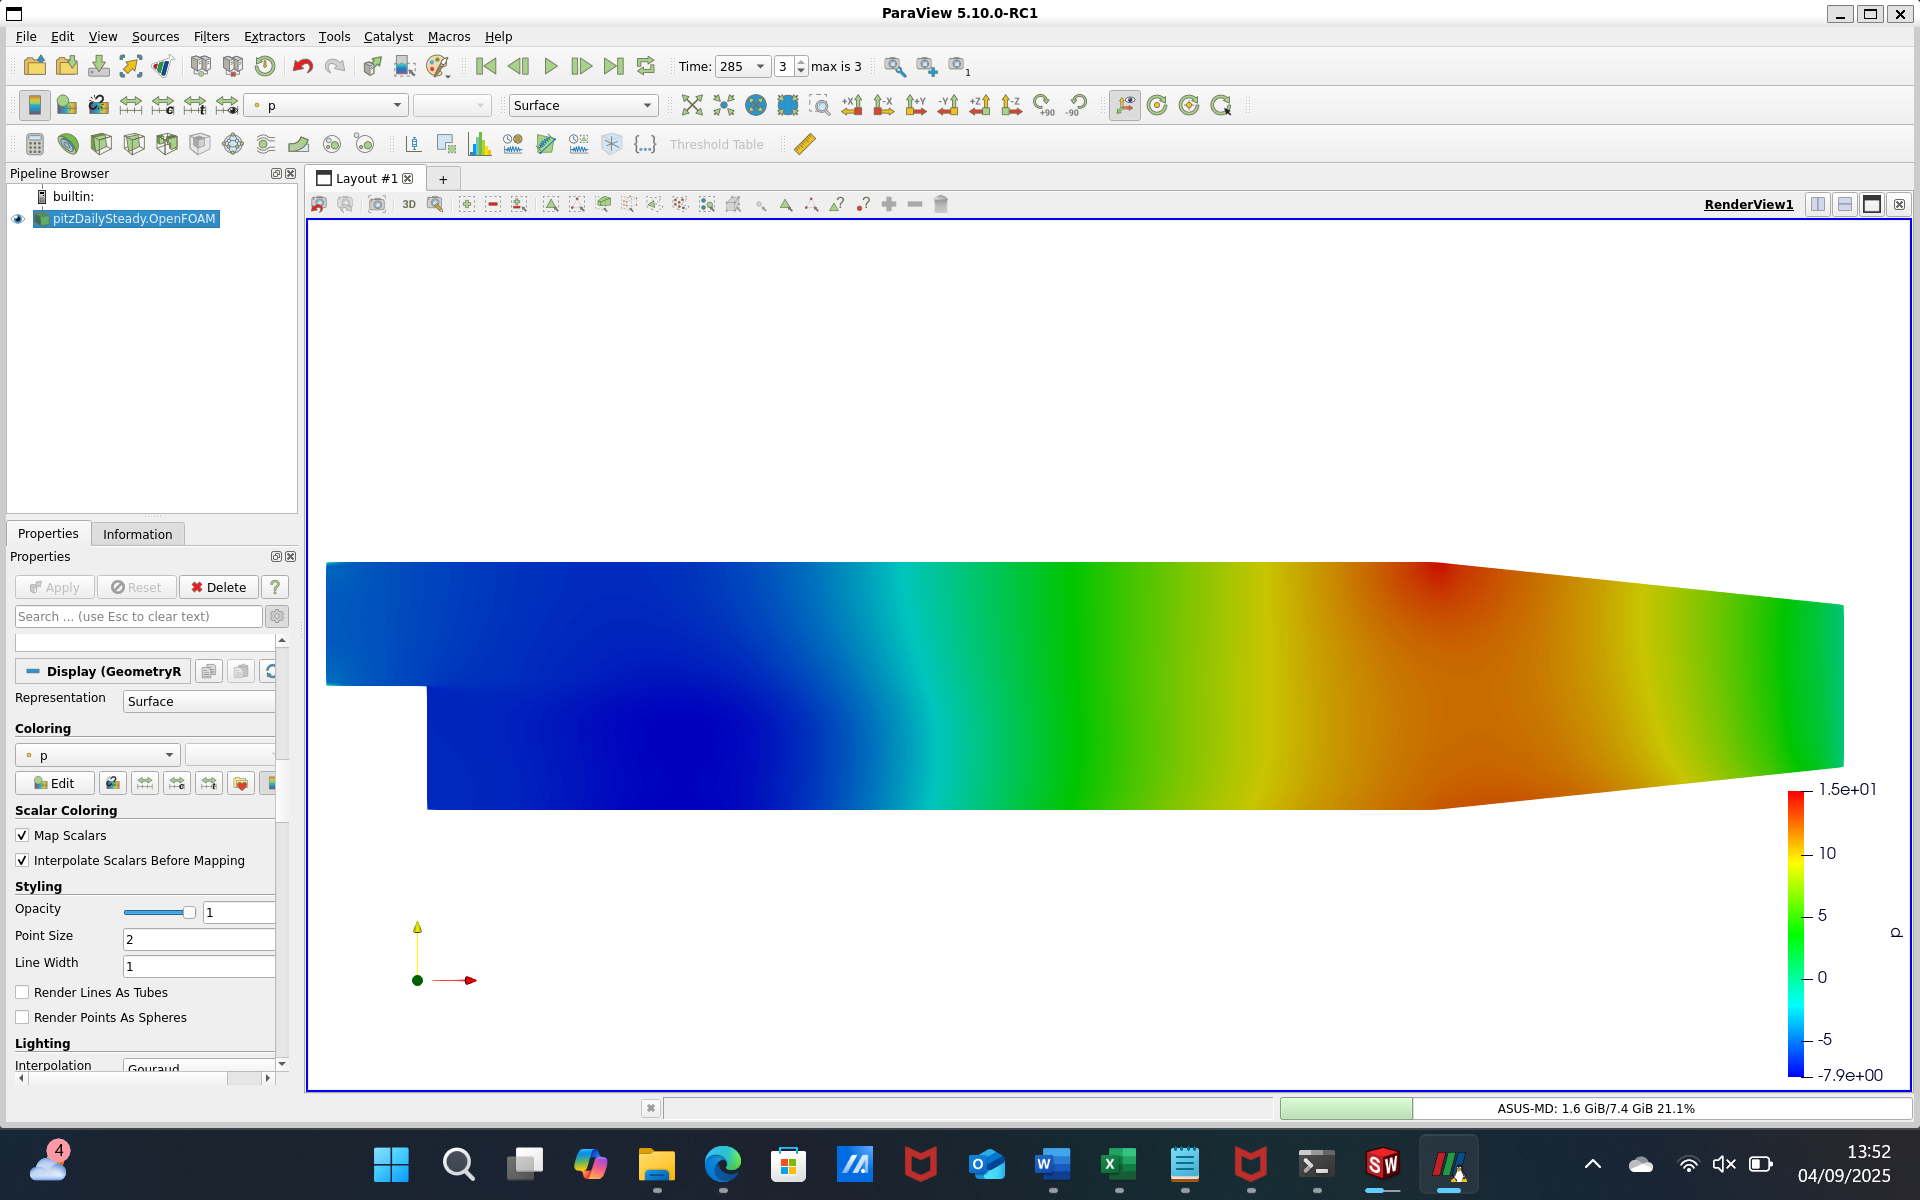 ParaView 5.10.0-RC1
File Edit View Sources Filters Extractors Tools Catalyst Macros Help
Time: 285 3 max is 3 1
p Surface +X -X +Y -Y +Z -Z +90 -90
Threshold Table
Pipeline Browser
builtin:
pitzDailySteady.OpenFOAM
Layout #1 +
3D RenderView1
Properties Information
Properties
Apply Reset Delete ?
Search ... (use Esc to clear text)
Display (GeometryR
Representation Surface
Coloring
p
Edit
Scalar Coloring
Map Scalars
Interpolate Scalars Before Mapping
Styling
Opacity 1
Point Size 2
Line Width 1
Render Lines As Tubes
Render Points As Spheres
Lighting
Interpolation Gouraud
1.5e+01
10
5
p
0
-5
-7.9e+00
ASUS-MD: 1.6 GiB/7.4 GiB 21.1%
4
13:52
04/09/2025